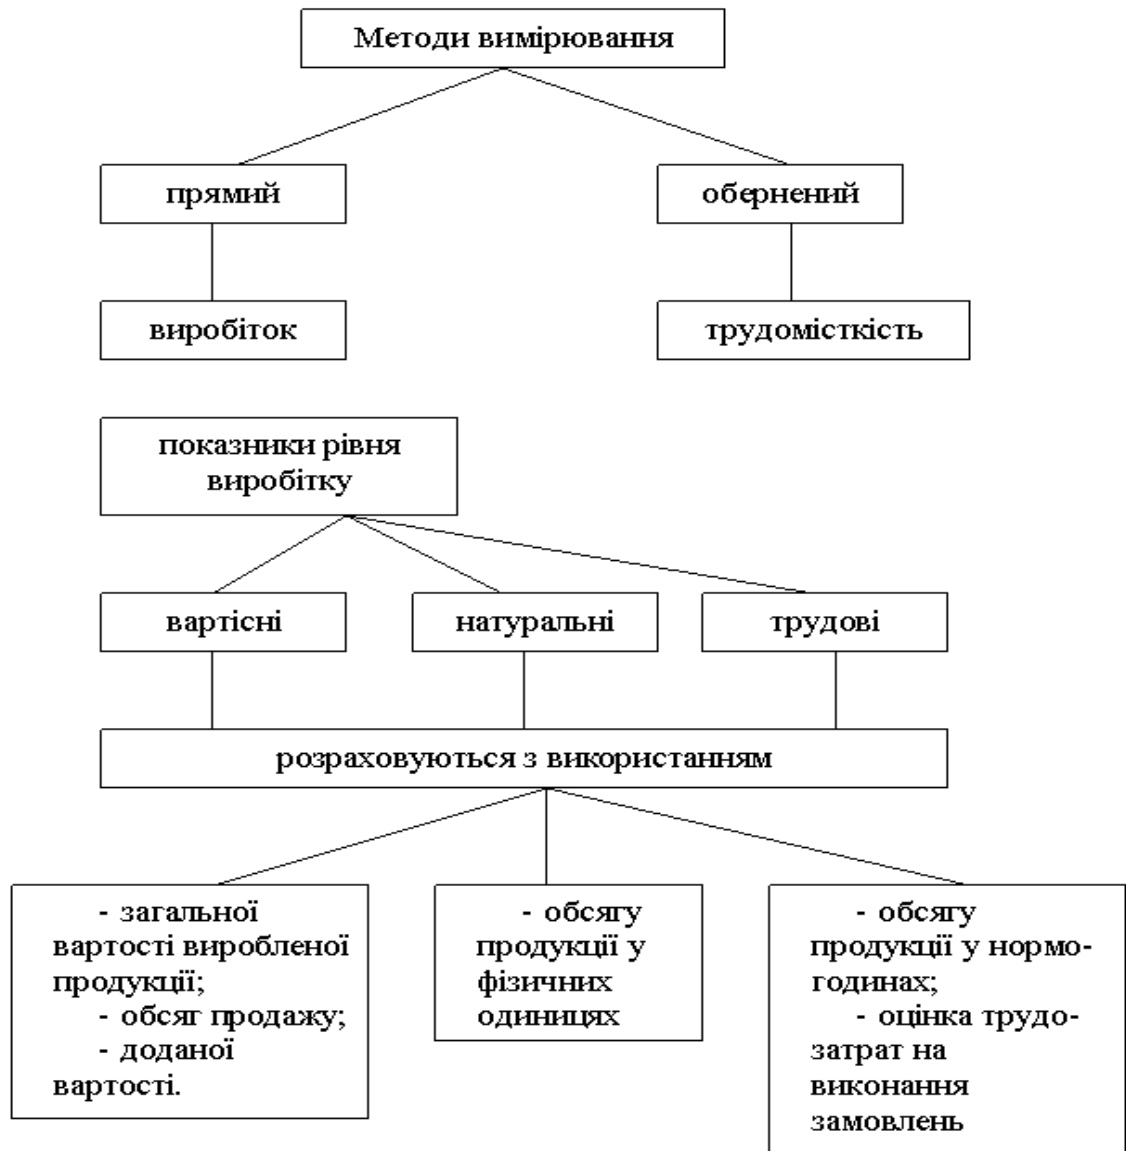 Методи вимірювання
прямий
обернений
виробіток
трудомісткість
показники рівня
виробітку
вартісні
натуральні
трудові
розраховуються з використанням
- загальної
вартості виробленої
продукції;
- обсяг продажу;
- доданої
вартості.
- обсягу
продукції у
фізичних
одиницях
- обсягу
продукції у нормо-
годинах;
- оцінка трудо-
затрат на
виконання
замовлень